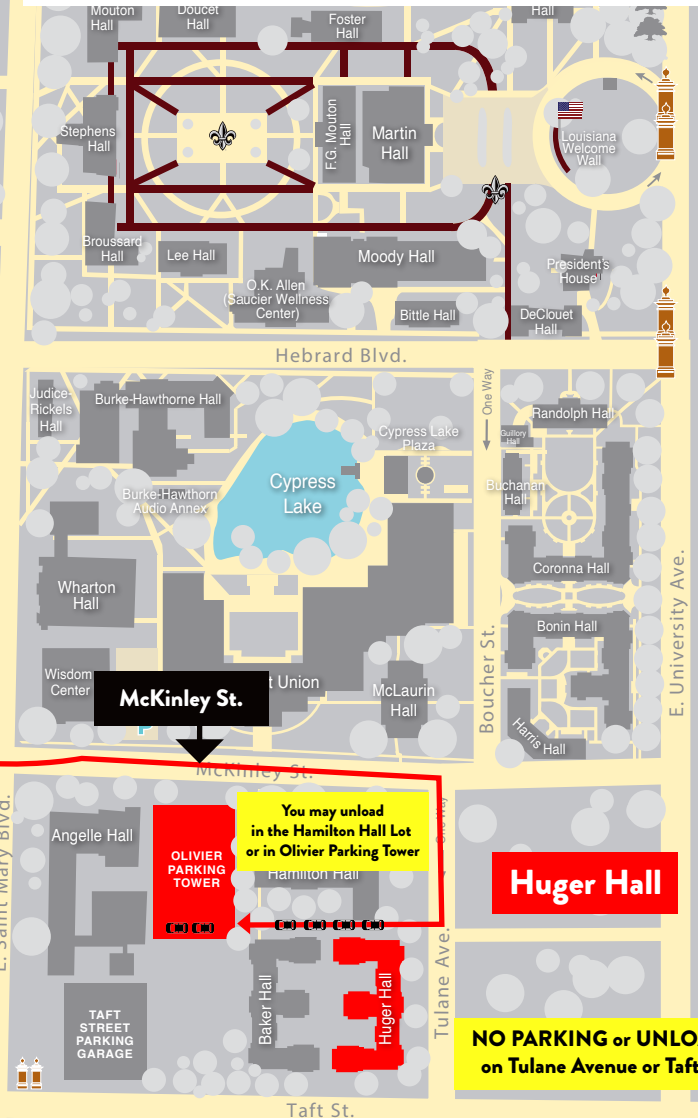 Mouton
Hall
Doucet
Hall
Foster
Hall
Hall
Stephens
Hall
F.G. Mouton
Hall
Martin
Hall
Louisiana
Welcome
Wall
Broussard
Hall
Lee Hall
O.K. Allen
(Saucier Wellness
Center)
Moody Hall
Bittle Hall
President's
House
DeClouet
Hall
Hebrard Blvd.
Judice-
Rickels
Hall
Burke-Hawthorne Hall
Burke-Hawthorn
Audio Annex
Cypress
Lake
Cypress Lake
Plaza
One Way
Guillory
Hall
Randolph Hall
Buchanan
Hall
Coronna Hall
Bonin Hall
Harris Hall
Boucher St.
E. University Ave.
Wharton
Hall
Wisdom
Center
t Union
McLaurin
Hall
McKinley St.
P
McKinley St.
E. Saint Mary Blvd.
Angelle Hall
OLIVIER
PARKING
TOWER
You may unload
in the Hamilton Hall Lot
or in Olivier Parking Tower
Hamilton Hall
One Way
Huger Hall
Baker Hall
Huger Hall
Tulane Ave.
TAFT
STREET
PARKING
GARAGE
NO PARKING or UNLO
on Tulane Avenue or Taft
Taft St.